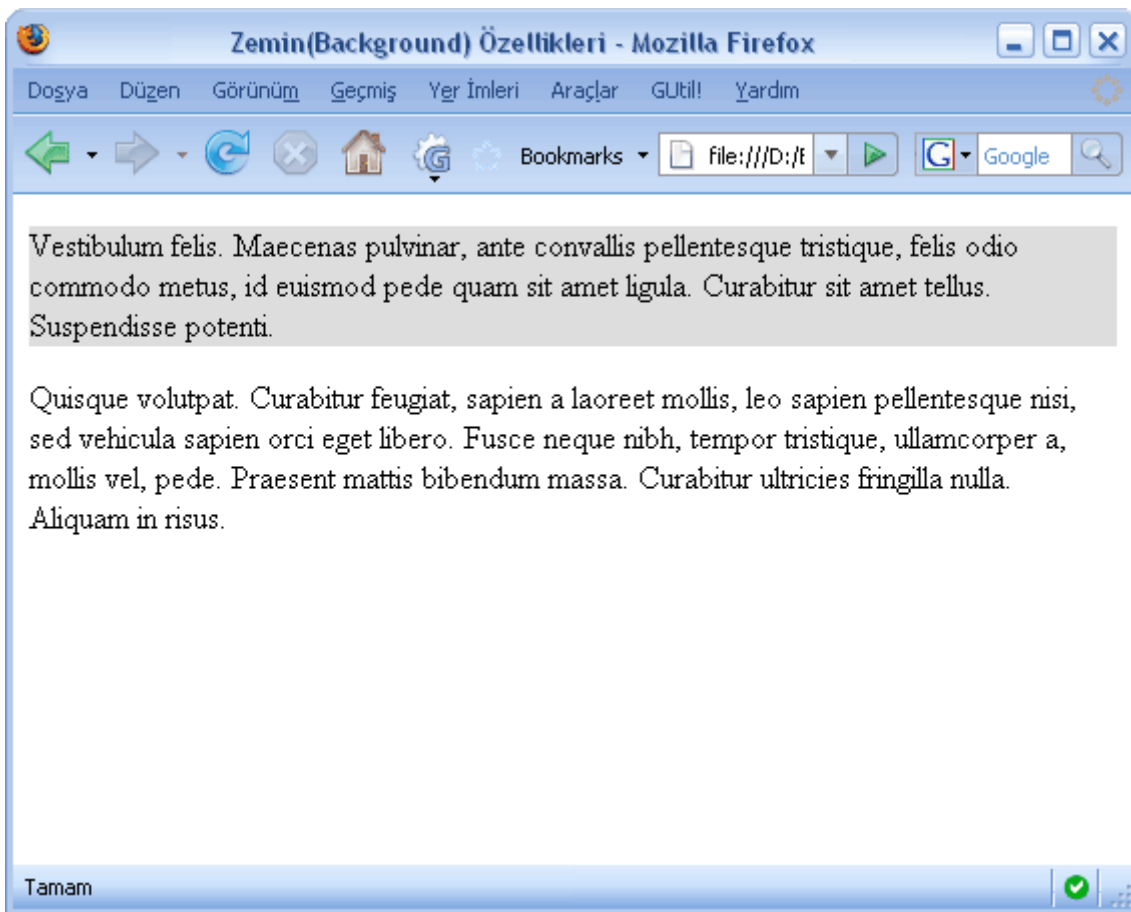 Zemin(Background) Özellikleri - Mozilla Firefox
Dosya Düzen Görünüm Geçmiş Yer İmleri Araçlar GUtil! Yardım
G Bookmarks file:///D:/E G Google
Vestibulum felis. Maecenas pulvinar, ante convallis pellentesque tristique, felis odio
commodo metus, id euismod pede quam sit amet ligula. Curabitur sit amet tellus.
Suspendisse potenti.
Quisque volutpat. Curabitur feugiat, sapien a laoreet mollis, leo sapien pellentesque nisi,
sed vehicula sapien orci eget libero. Fusce neque nibh, tempor tristique, ullamcorper a,
mollis vel, pede. Praesent mattis bibendum massa. Curabitur ultricies fringilla nulla.
Aliquam in risus.
Tamam